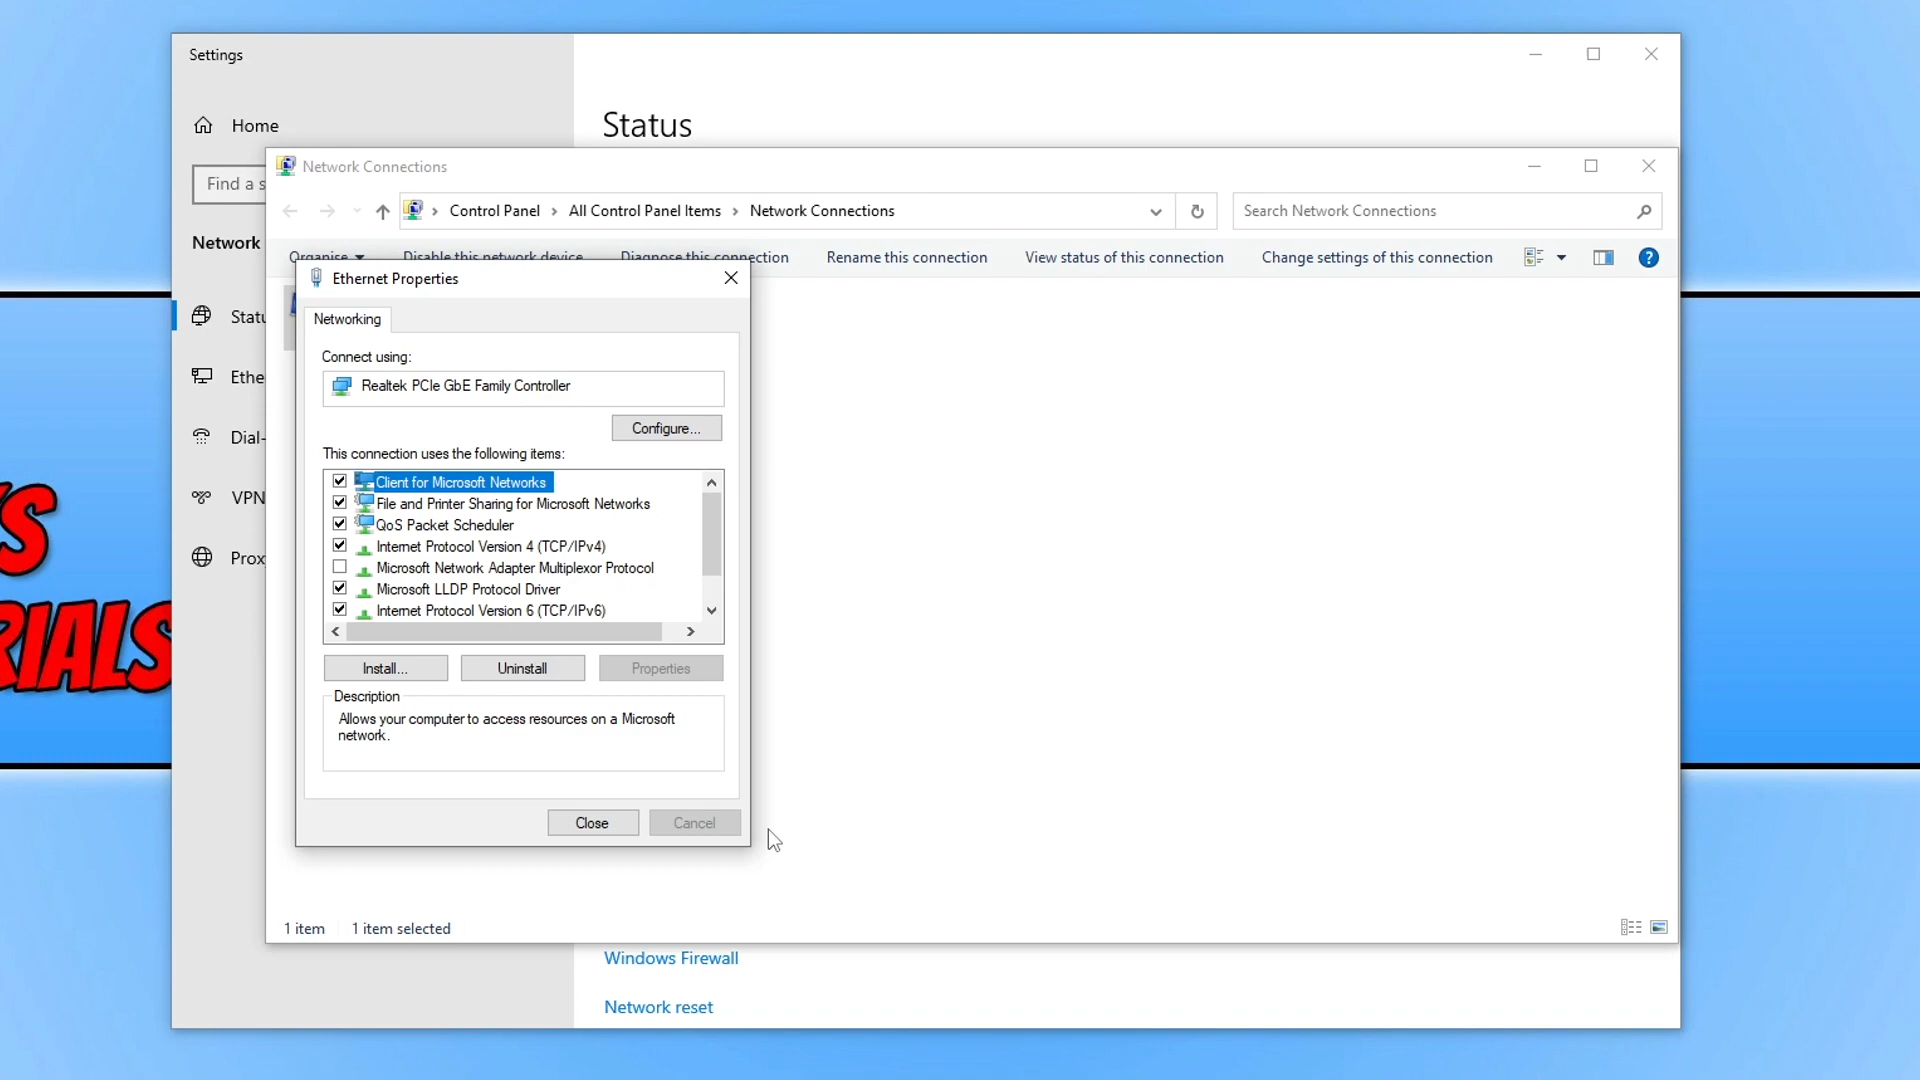 Settings
Home
Status
Find a s
Network
Network Connections
Control Panel
All Control Panel Items
Network Connections
Search Network Connections
Organise
Disable this network device
Diagnose this connection
Rename this connection
View status of this connection
Change settings of this connection
Statu
Ethe
Dial-
VPN
Prox
Ethernet Properties
Networking
Connect using:
Realtek PCIe GbE Family Controller
Configure...
This connection uses the following items:
Client for Microsoft Networks
File and Printer Sharing for Microsoft Networks
QoS Packet Scheduler
Internet Protocol Version 4 (TCP/IPv4)
Microsoft Network Adapter Multiplexor Protocol
Microsoft LLDP Protocol Driver
Internet Protocol Version 6 (TCP/IPv6)
Install...
Uninstall
Properties
Description
Allows your computer to access resources on a Microsoft
network.
Close
Cancel
1 item
1 item selected
Windows Firewall
Network reset
S
RIALS